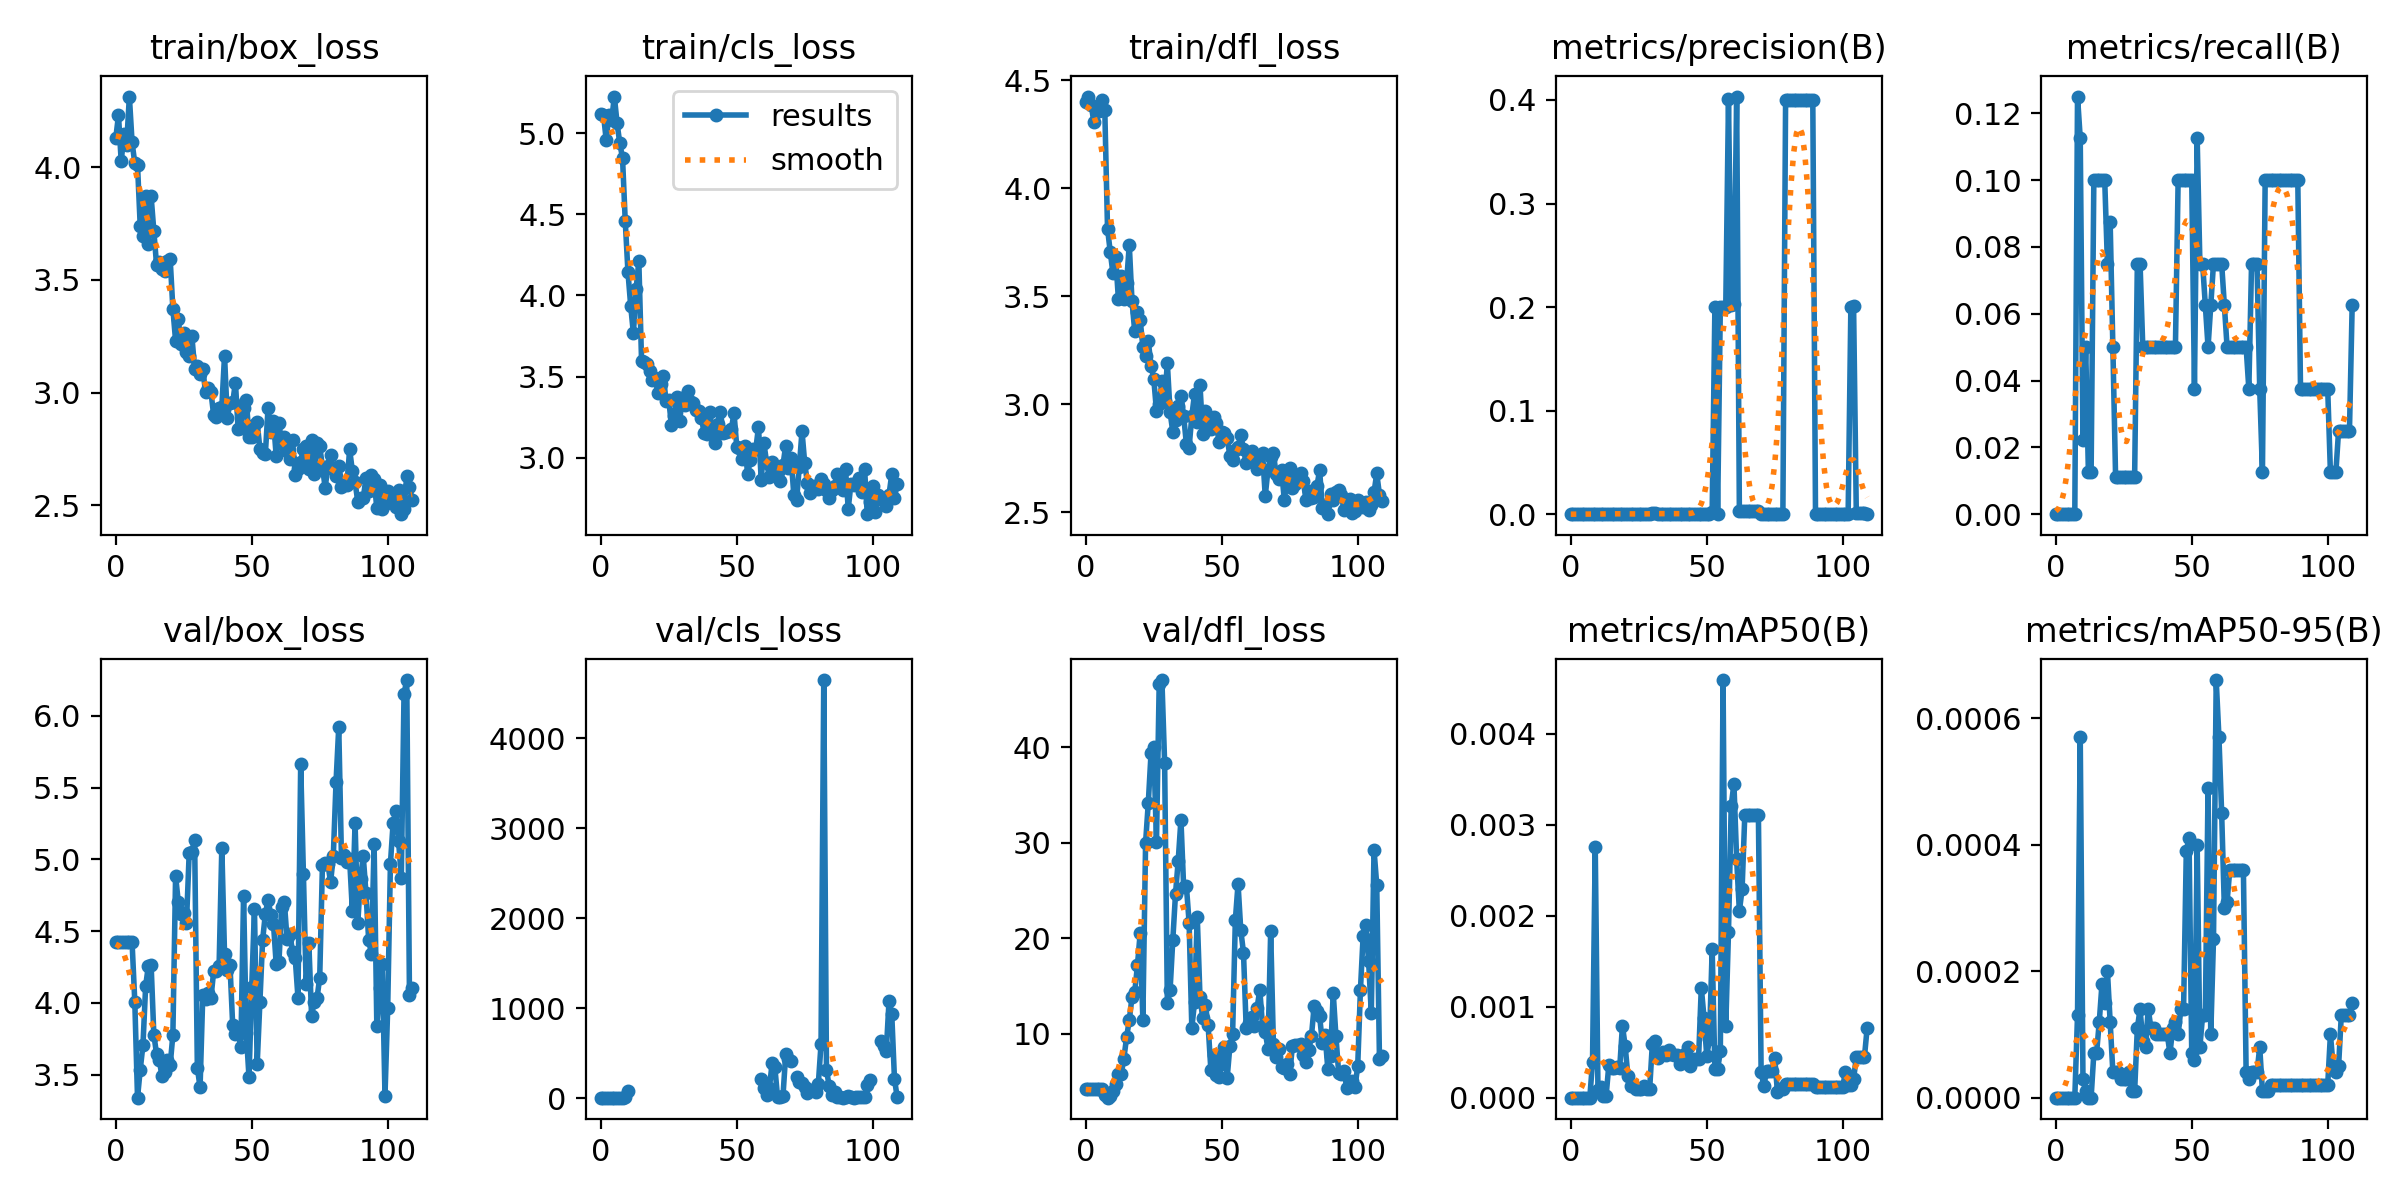 train/box_loss
4.0
3.5
3.0
2.5
0 50 100
train/cls_loss
results
smooth
5.0
4.5
4.0
3.5
3.0
0 50 100
train/dfl_loss
4.5
4.0
3.5
3.0
2.5
0 50 100
metrics/precision(B)
0.4
0.3
0.2
0.1
0.0
0 50 100
metrics/recall(B)
0.12
0.10
0.08
0.06
0.04
0.02
0.00
0 50 100
val/box_loss
6.0
5.5
5.0
4.5
4.0
3.5
0 50 100
val/cls_loss
4000
3000
2000
1000
0
0 50 100
val/dfl_loss
40
30
20
10
0 50 100
metrics/mAP50(B)
0.004
0.003
0.002
0.001
0.000
0 50 100
metrics/mAP50-95(B)
0.0006
0.0004
0.0002
0.0000
0 50 100